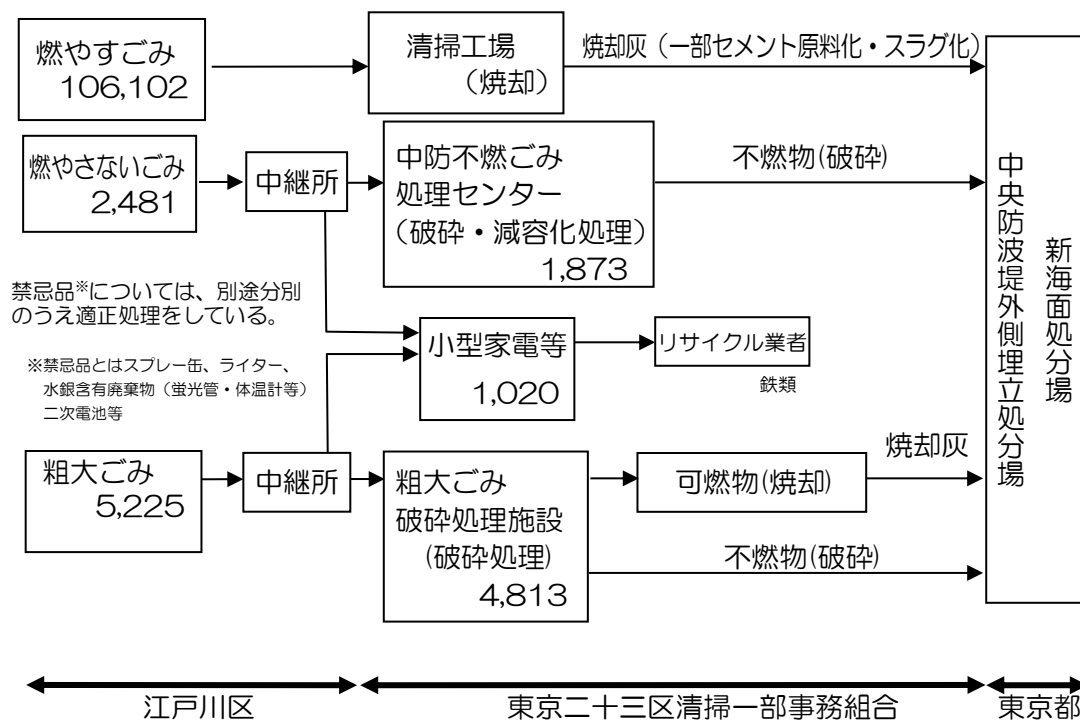 燃やすごみ
106,102
清掃工場
（焼却）
焼却灰（一部セメント原料化・スラグ化）
燃やさないごみ
2,481
中継所
中防不燃ごみ
処理センター
（破砕・減容化処理）
1,873
不燃物(破砕)
禁忌品※については、別途分別
のうえ適正処理をしている。
※禁忌品とはスプレー缶、ライター、
水銀含有廃棄物（蛍光管・体温計等）
二次電池等
小型家電等
1,020
リサイクル業者
鉄類
粗大ごみ
5,225
中継所
粗大ごみ
破砕処理施設
(破砕処理)
4,813
可燃物(焼却)
焼却灰
不燃物(破砕)
新海面処分場
中央防波堤外側埋立処分場
江戸川区
東京二十三区清掃一部事務組合
東京都